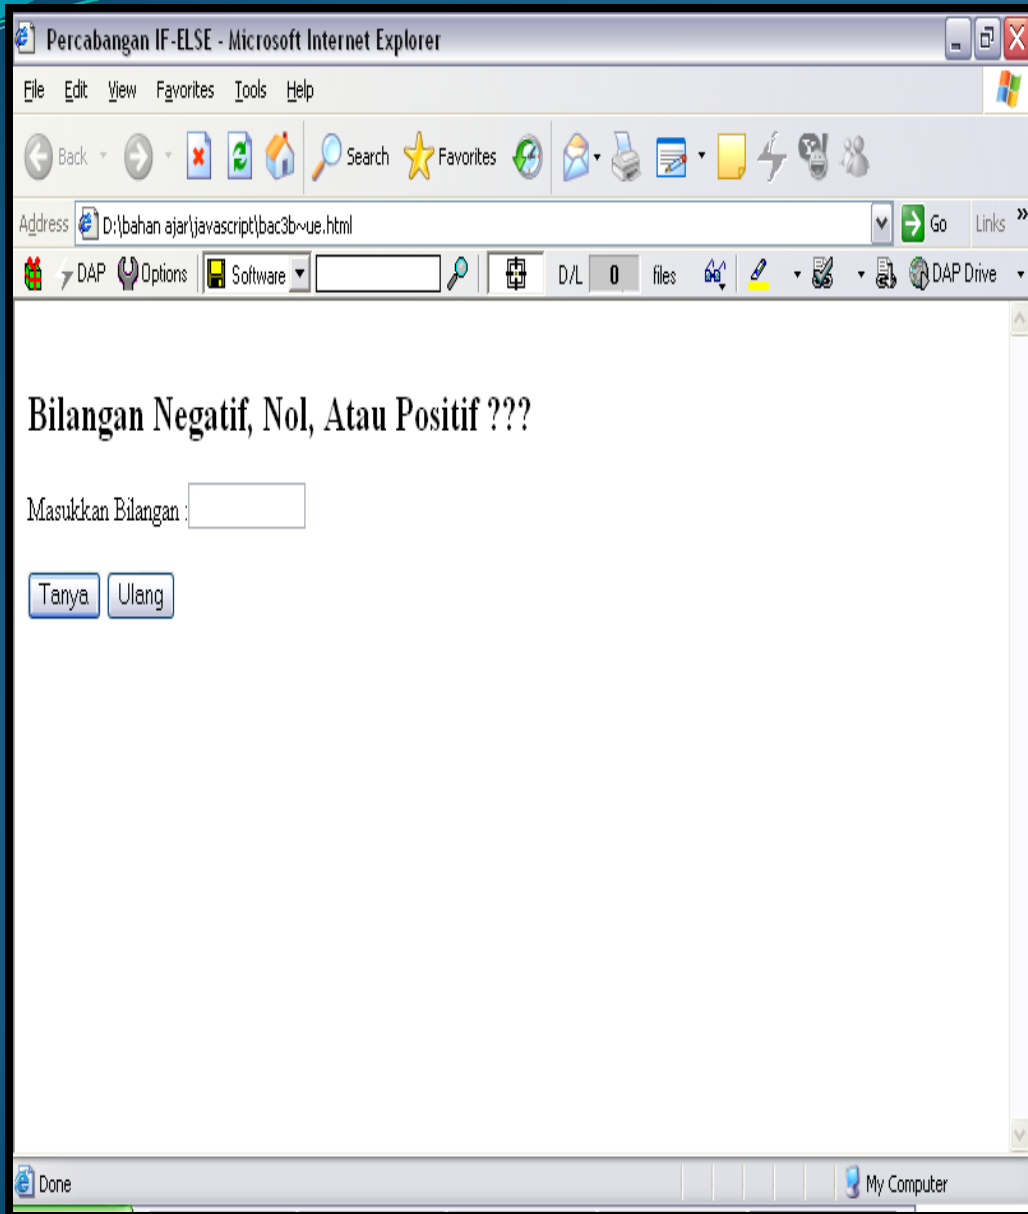 Percabangan IF-ELSE - Microsoft Internet Explorer
File Edit View Favorites Tools Help
Back Search Favorites
Address D:\bahan ajar\javascript\bac3b~ue.html Go Links »
DAP Options Software D/L 0 files DAP Drive
Bilangan Negatif, Nol, Atau Positif ???
Masukkan Bilangan :
Tanya Ulang
Done My Computer